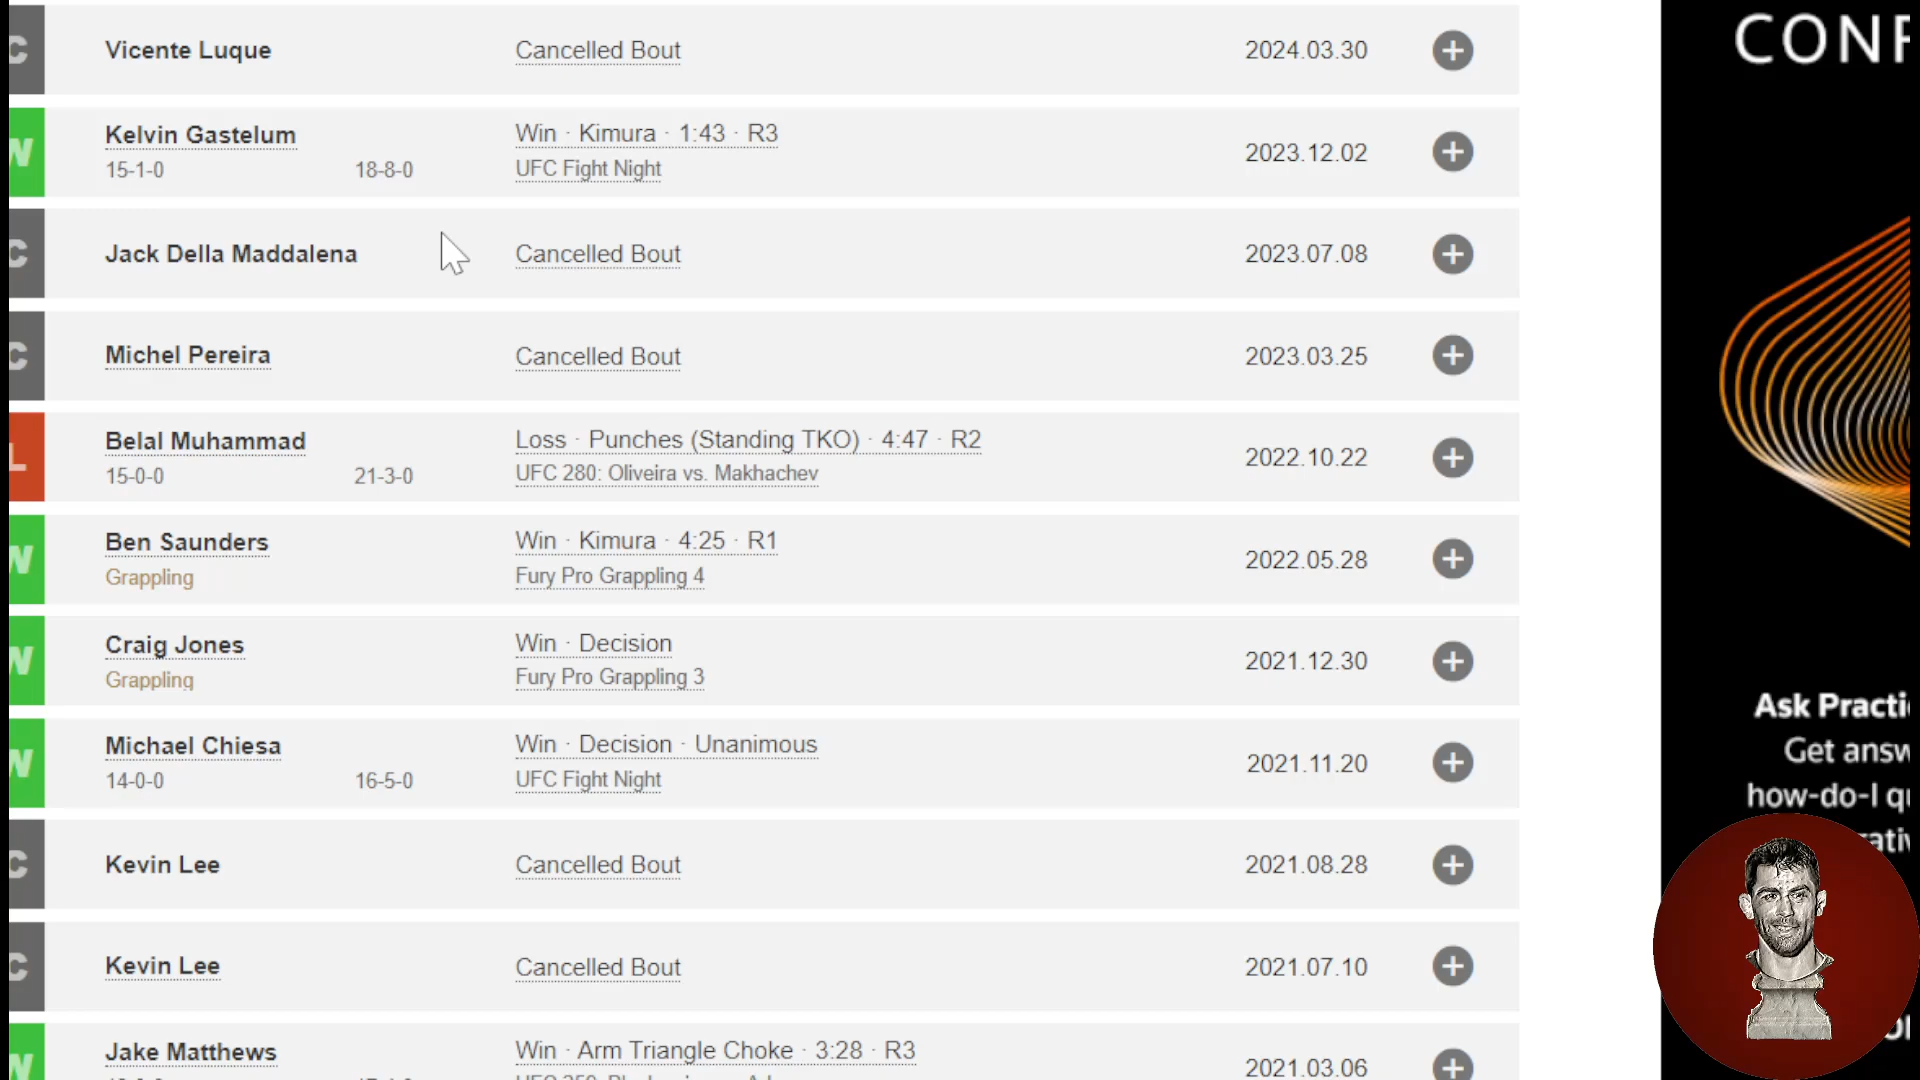 C
Vicente Luque
Cancelled Bout
2024.03.30
W
Kelvin Gastelum
15-1-0
18-8-0
Win · Kimura · 1:43 · R3
UFC Fight Night
2023.12.02
C
Jack Della Maddalena
Cancelled Bout
2023.07.08
C
Michel Pereira
Cancelled Bout
2023.03.25
L
Belal Muhammad
15-0-0
21-3-0
Loss · Punches (Standing TKO) · 4:47 · R2
UFC 280: Oliveira vs. Makhachev
2022.10.22
W
Ben Saunders
Grappling
Win · Kimura · 4:25 · R1
Fury Pro Grappling 4
2022.05.28
W
Craig Jones
Grappling
Win · Decision
Fury Pro Grappling 3
2021.12.30
W
Michael Chiesa
14-0-0
16-5-0
Win · Decision · Unanimous
UFC Fight Night
2021.11.20
C
Kevin Lee
Cancelled Bout
2021.08.28
C
Kevin Lee
Cancelled Bout
2021.07.10
W
Jake Matthews
Win · Arm Triangle Choke · 3:28 · R3
2021.03.06
CONF
Ask Practi
Get answ
how-do-I qu